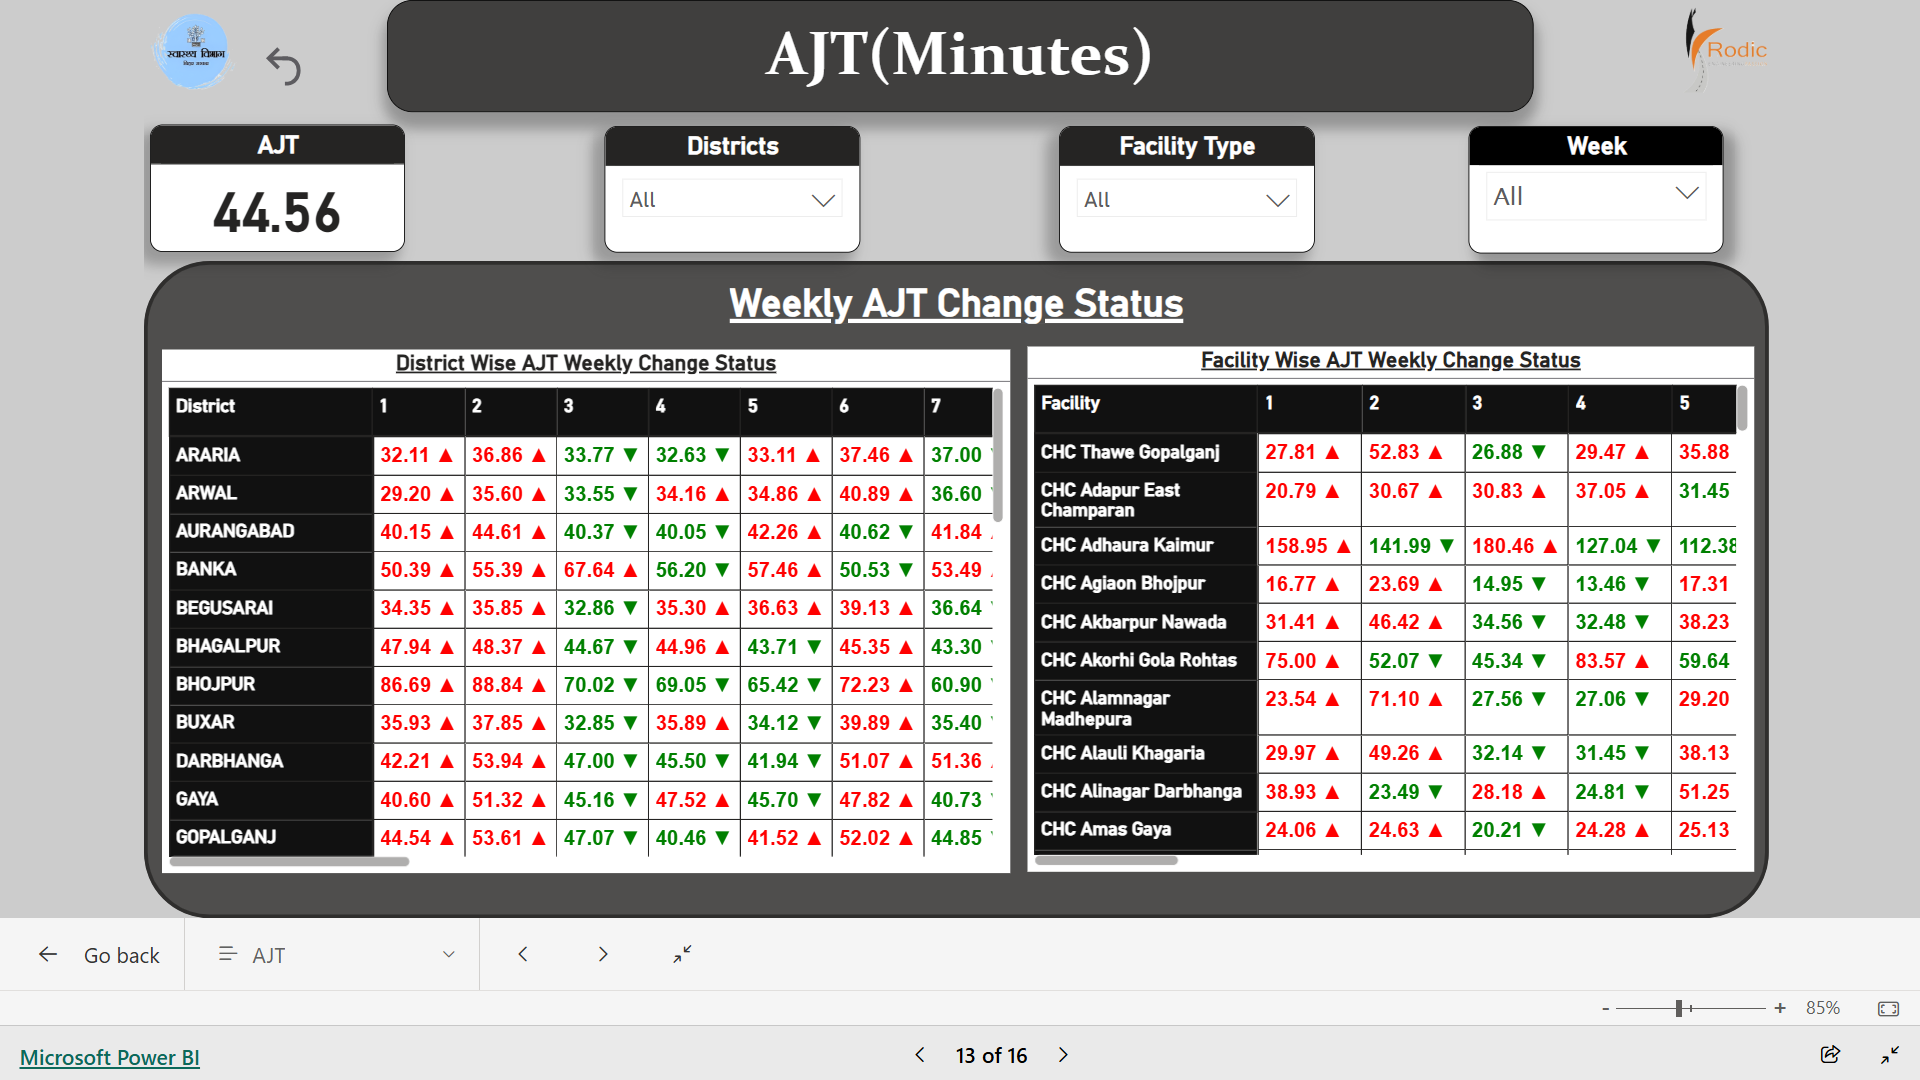 स्वास्थ्य विभाग
AJT(Minutes)
Rodic
AJT
44.56
Districts
All
Facility Type
All
Week
All
Weekly AJT Change Status
District Wise AJT Weekly Change Status
District 1 2 3 4 5 6 7
ARARIA 32.11 ▲ 36.86 ▲ 33.77 ▼ 32.63 ▼ 33.11 ▲ 37.46 ▲ 37.00
ARWAL 29.20 ▲ 35.60 ▲ 33.55 ▼ 34.16 ▲ 34.86 ▲ 40.89 ▲ 36.60
AURANGABAD 40.15 ▲ 44.61 ▲ 40.37 ▼ 40.05 ▼ 42.26 ▲ 40.62 ▼ 41.84
BANKA 50.39 ▲ 55.39 ▲ 67.64 ▲ 56.20 ▼ 57.46 ▲ 50.53 ▼ 53.49
BEGUSARAI 34.35 ▲ 35.85 ▲ 32.86 ▼ 35.30 ▲ 36.63 ▲ 39.13 ▲ 36.64
BHAGALPUR 47.94 ▲ 48.37 ▲ 44.67 ▼ 44.96 ▲ 43.71 ▼ 45.35 ▲ 43.30
BHOJPUR 86.69 ▲ 88.84 ▲ 70.02 ▼ 69.05 ▼ 65.42 ▼ 72.23 ▲ 60.90
BUXAR 35.93 ▲ 37.85 ▲ 32.85 ▼ 35.89 ▲ 34.12 ▼ 39.89 ▲ 35.40
DARBHANGA 42.21 ▲ 53.94 ▲ 47.00 ▼ 45.50 ▼ 41.94 ▼ 51.07 ▲ 51.36
GAYA 40.60 ▲ 51.32 ▲ 45.16 ▼ 47.52 ▲ 45.70 ▼ 47.82 ▲ 40.73
GOPALGANJ 44.54 ▲ 53.61 ▲ 47.07 ▼ 40.46 ▼ 41.52 ▲ 52.02 ▲ 44.85
Facility Wise AJT Weekly Change Status
Facility 1 2 3 4 5
CHC Thawe Gopalganj 27.81 ▲ 52.83 ▲ 26.88 ▼ 29.47 ▲ 35.88
CHC Adapur East 20.79 ▲ 30.67 ▲ 30.83 ▲ 37.05 ▲ 31.45
Champaran
CHC Adhaura Kaimur 158.95 ▲ 141.99 ▼ 180.46 ▲ 127.04 ▼ 112.38
CHC Agiaon Bhojpur 16.77 ▲ 23.69 ▲ 14.95 ▼ 13.46 ▼ 17.31
CHC Akbarpur Nawada 31.41 ▲ 46.42 ▲ 34.56 ▼ 32.48 ▼ 38.23
CHC Akorhi Gola Rohtas 75.00 ▲ 52.07 ▼ 45.34 ▼ 83.57 ▲ 59.64
CHC Alamnagar 23.54 ▲ 71.10 ▲ 27.56 ▼ 27.06 ▼ 29.20
Madhepura
CHC Alauli Khagaria 29.97 ▲ 49.26 ▲ 32.14 ▼ 31.45 ▼ 38.13
CHC Alinagar Darbhanga 38.93 ▲ 23.49 ▼ 28.18 ▲ 24.81 ▼ 51.25
CHC Amas Gaya 24.06 ▲ 24.63 ▲ 20.21 ▼ 24.28 ▲ 25.13
Go back
AJT
- + 85%
Microsoft Power BI
13 of 16